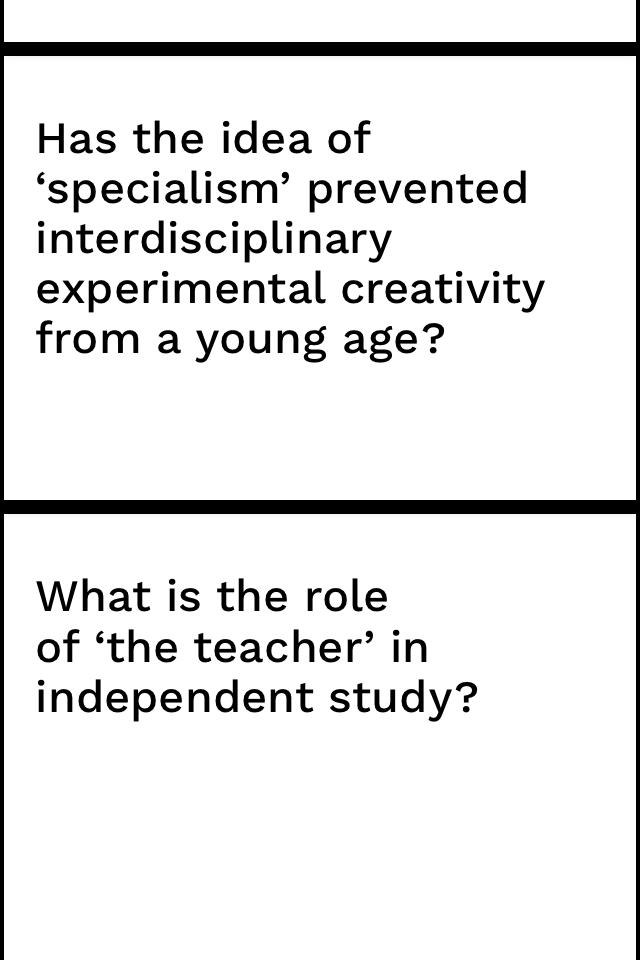 Has the idea of
‘specialism’ prevented
interdisciplinary
experimental creativity
from a young age?
What is the role
of ‘the teacher’ in
independent study?